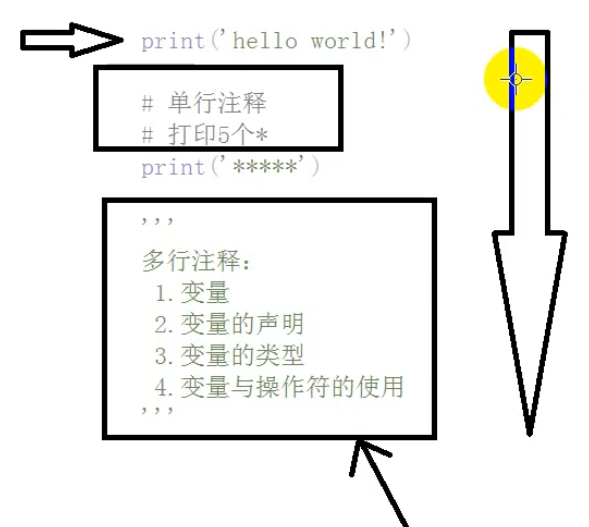 print('hello world!')
# 单行注释
# 打印5个*
print('*****')
'''
多行注释：
1.变量
2.变量的声明
3.变量的类型
4.变量与操作符的使用
'''